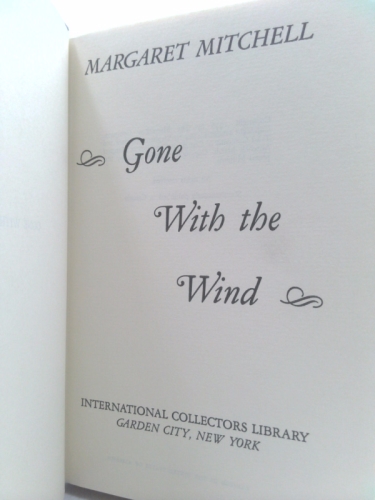 MARGARET MITCHELL
Gone
With the
Wind
INTERNATIONAL COLLECTORS LIBRARY
GARDEN CITY, NEW YORK